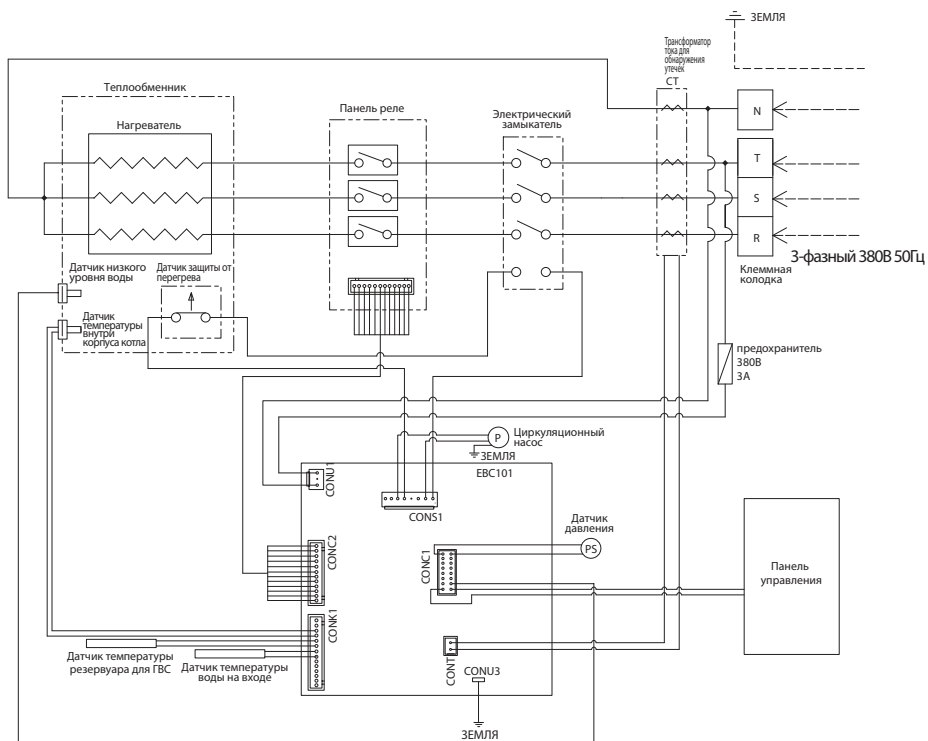 ЗЕМЛЯ
Трансформатор
тока для
обнаружения
утечек
CT
Теплообменник
Нагреватель
Панель реле
Электрический
замыкатель
N
T
S
R
3-фазный 380В 50Гц
Клеммная
колодка
Датчик низкого
уровня воды
Датчик защиты от
перегрева
Датчик
температуры
внутри
корпуса котла
предохранитель
380В
3А
P
Циркуляционный
насос
ЗЕМЛЯ
EBC101
CONU1
CONS1
Датчик
давления
PS
CONC2
CONC1
Панель
управления
CONK1
Датчик температуры
резервуара для ГВС
Датчик температуры
воды на входе
CONT
CONU3
ЗЕМЛЯ